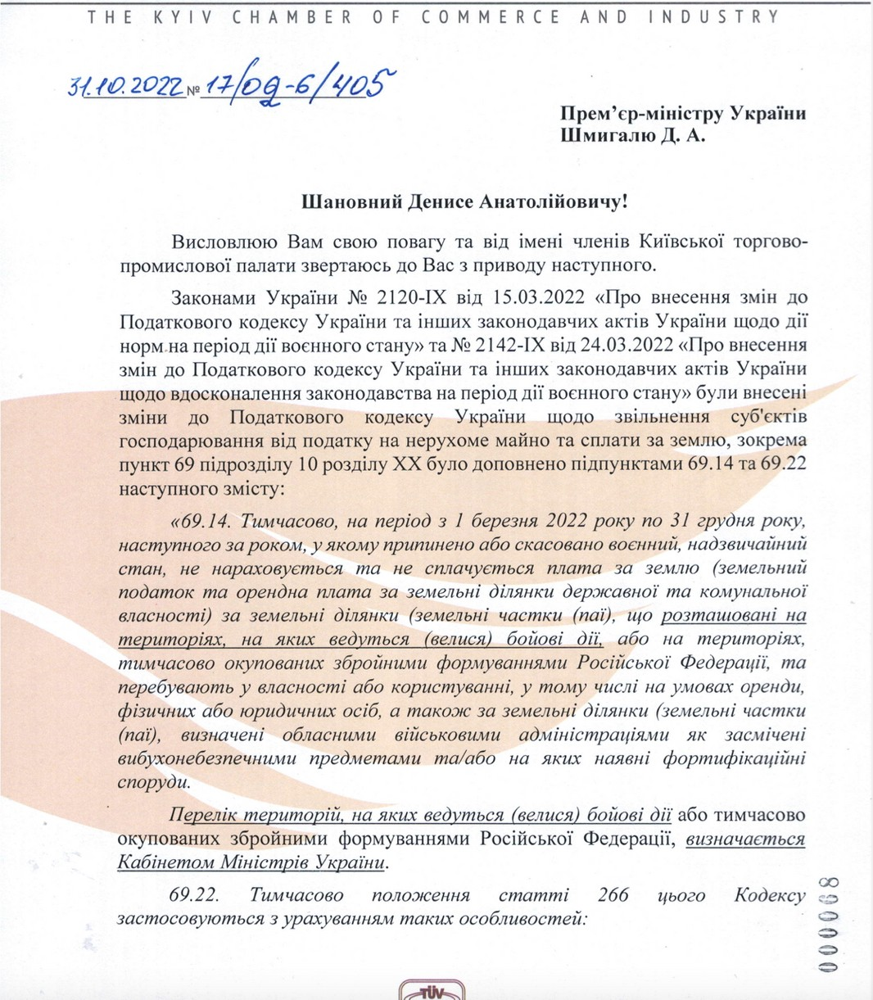 THE KYIV CHAMBER OF COMMERCE AND INDUSTRY
31.10.2022 № 17/од-6/405
Прем’єр-міністру України
Шмигалю Д. А.
Шановний Денисе Анатолійовичу!
Висловлюю Вам свою повагу та від імені членів Київської торгово-
промислової палати звертаюсь до Вас з приводу наступного.
Законами України № 2120-IX від 15.03.2022 «Про внесення змін до
Податкового кодексу України та інших законодавчих актів України щодо дії
норм на період дії воєнного стану» та № 2142-IX від 24.03.2022 «Про внесення
змін до Податкового кодексу України та інших законодавчих актів України
щодо вдосконалення законодавства на період дії воєнного стану» були внесені
зміни до Податкового кодексу України щодо звільнення суб'єктів
господарювання від податку на нерухоме майно та сплати за землю, зокрема
пункт 69 підрозділу 10 розділу XX було доповнено підпунктами 69.14 та 69.22
наступного змісту:
«69.14. Тимчасово, на період з 1 березня 2022 року по 31 грудня року,
наступного за роком, у якому припинено або скасовано воєнний, надзвичайний
стан, не нараховується та не сплачується плата за землю (земельний
податок та орендна плата за земельні ділянки державної та комунальної
власності) за земельні ділянки (земельні частки (паї), що розташовані на
територіях, на яких ведуться (велися) бойові дії, або на територіях,
тимчасово окупованих збройними формуваннями Російської Федерації, та
перебувають у власності або користуванні, у тому числі на умовах оренди,
фізичних або юридичних осіб, а також за земельні ділянки (земельні частки
(паї), визначені обласними військовими адміністраціями як засмічені
вибухонебезпечними предметами та/або на яких наявні фортифікаційні
споруди.
Перелік територій, на яких ведуться (велися) бойові дії або тимчасово
окупованих збройними формуваннями Російської Федерації, визначається
Кабінетом Міністрів України.
69.22. Тимчасово положення статті 266 цього Кодексу
застосовуються з урахуванням таких особливостей:
TÜV